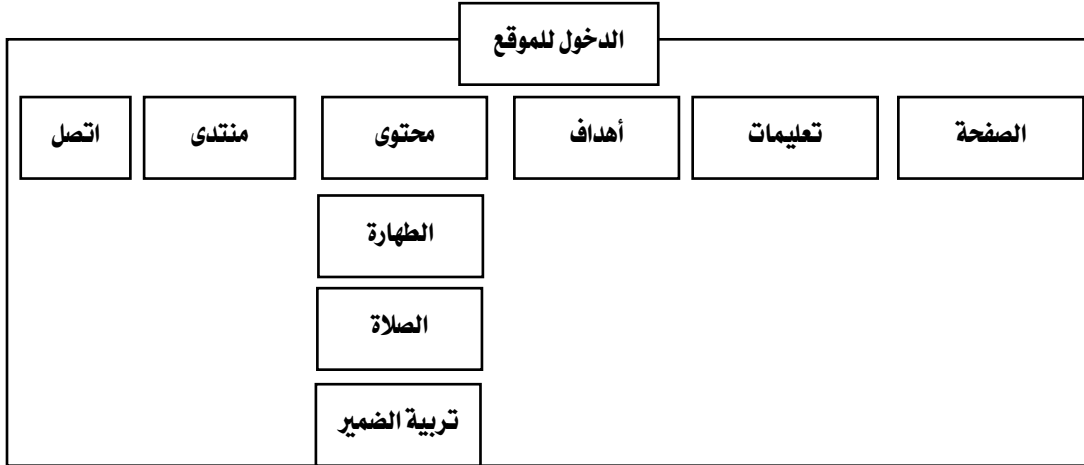 الدخول للموقع
الصفحة
تعليمات
أهداف
محتوى
منتدى
اتصل
الطهارة
الصلاة
تربية الضمير